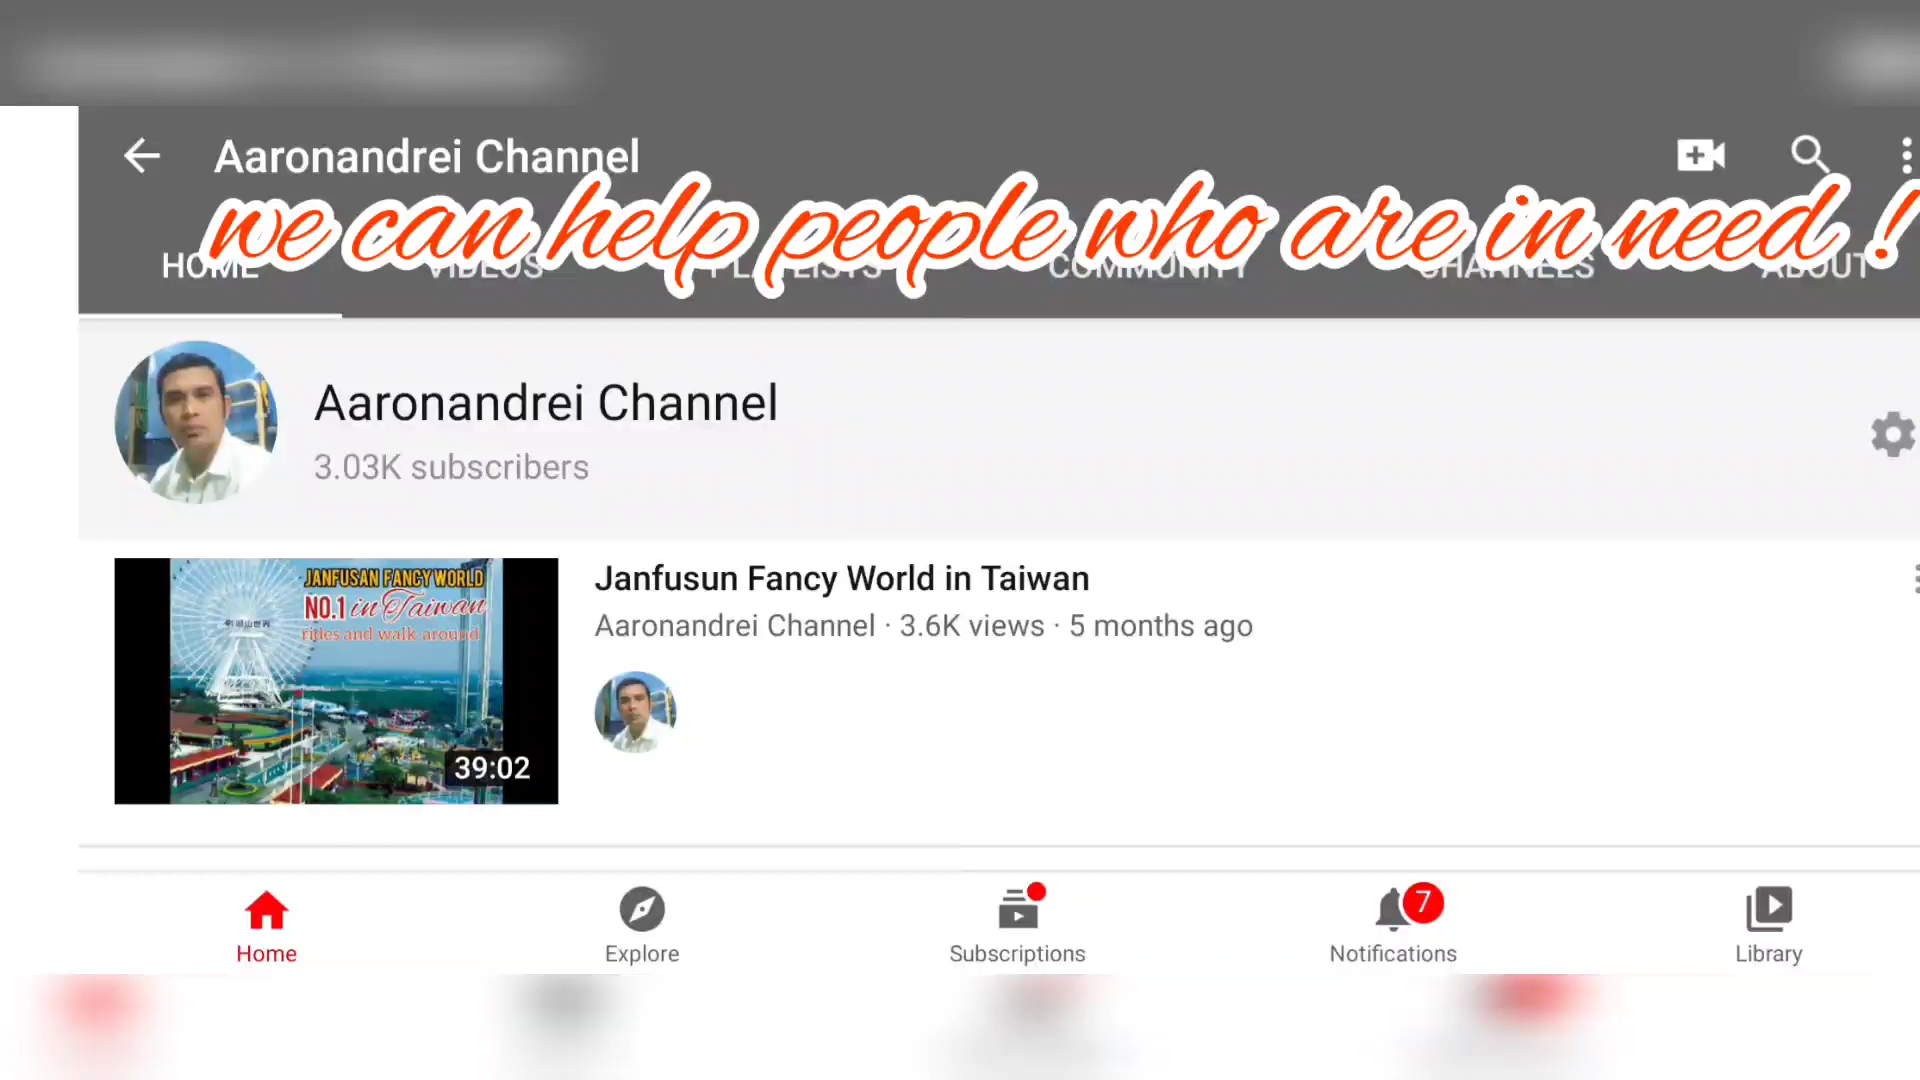 Aaronandrei Channel
we can help people who are in need !
HOME VIDEOS PLAYLISTS COMMUNITY CHANNELS ABOUT
Aaronandrei Channel
3.03K subscribers
JANFUSAN FANCY WORLD
NO.1 in Taiwan
rides and walk around
39:02
Janfusun Fancy World in Taiwan
Aaronandrei Channel · 3.6K views · 5 months ago
7
Home Explore Subscriptions Notifications Library